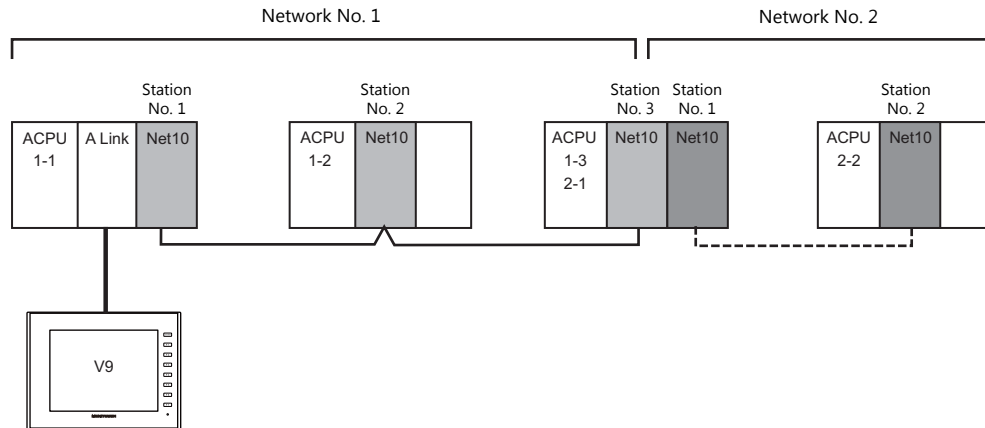 Network No. 1
Network No. 2
Station
No. 1
Station
No. 2
Station
No. 3
Station
No. 1
Station
No. 2
ACPU
1-1
A Link
Net10
ACPU
1-2
Net10
ACPU
1-3
2-1
Net10
Net10
ACPU
2-2
Net10
V9